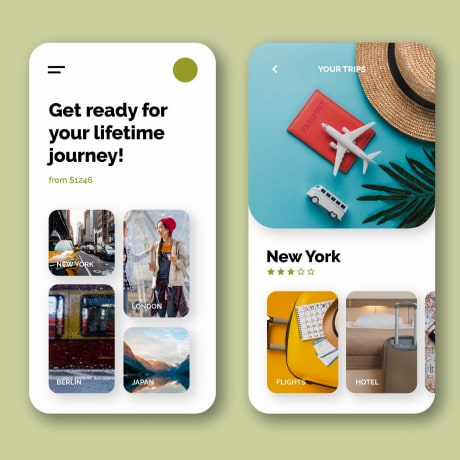 Get ready for
your lifetime
journey!
from $1246
NEW YORK
LONDON
BERLIN
JAPAN
YOUR TRIPS
PASSPORT
New York
FLIGHTS
HOTEL